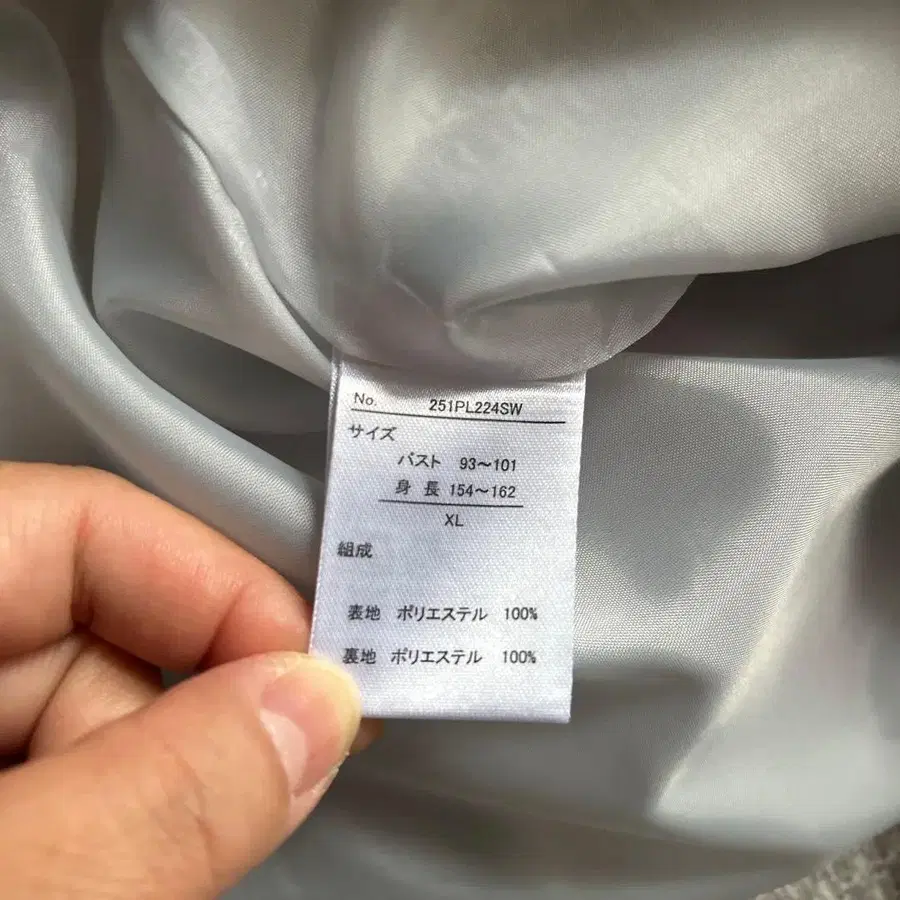 No. 251PL224SW
サイズ
バスト 93～101
身 長 154～162
XL
組成
表地 ポリエステル 100%
裏地 ポリエステル 100%